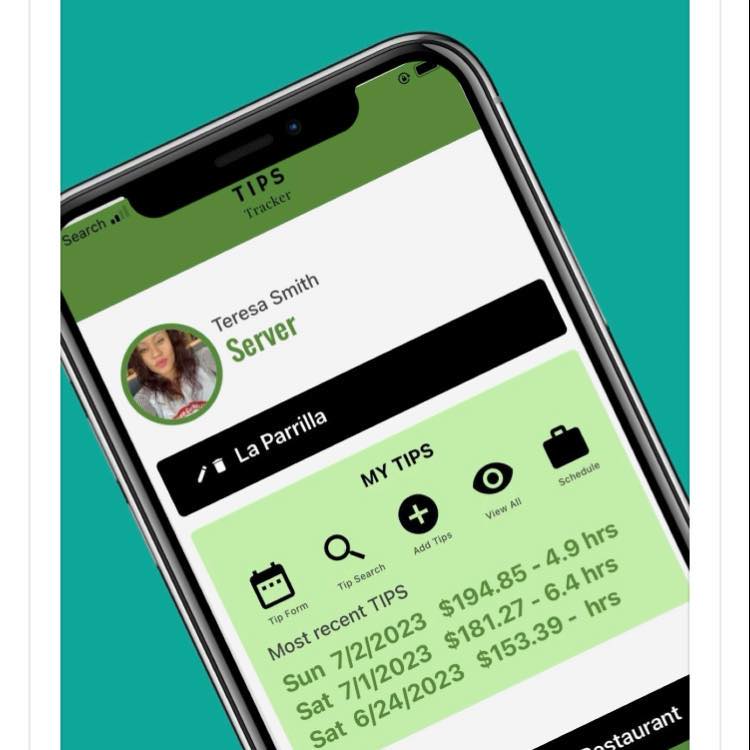 Search
TIPS
Tracker
Teresa Smith
Server
La Parrilla
MY TIPS
Tip Form
Tip Search
Add Tips
View All
Schedule
Most recent TIPS
Sun 7/2/2023 $194.85 - 4.9 hrs
Sat 7/1/2023 $181.27 - 6.4 hrs
Sat 6/24/2023 $153.39 - hrs
Restaurant